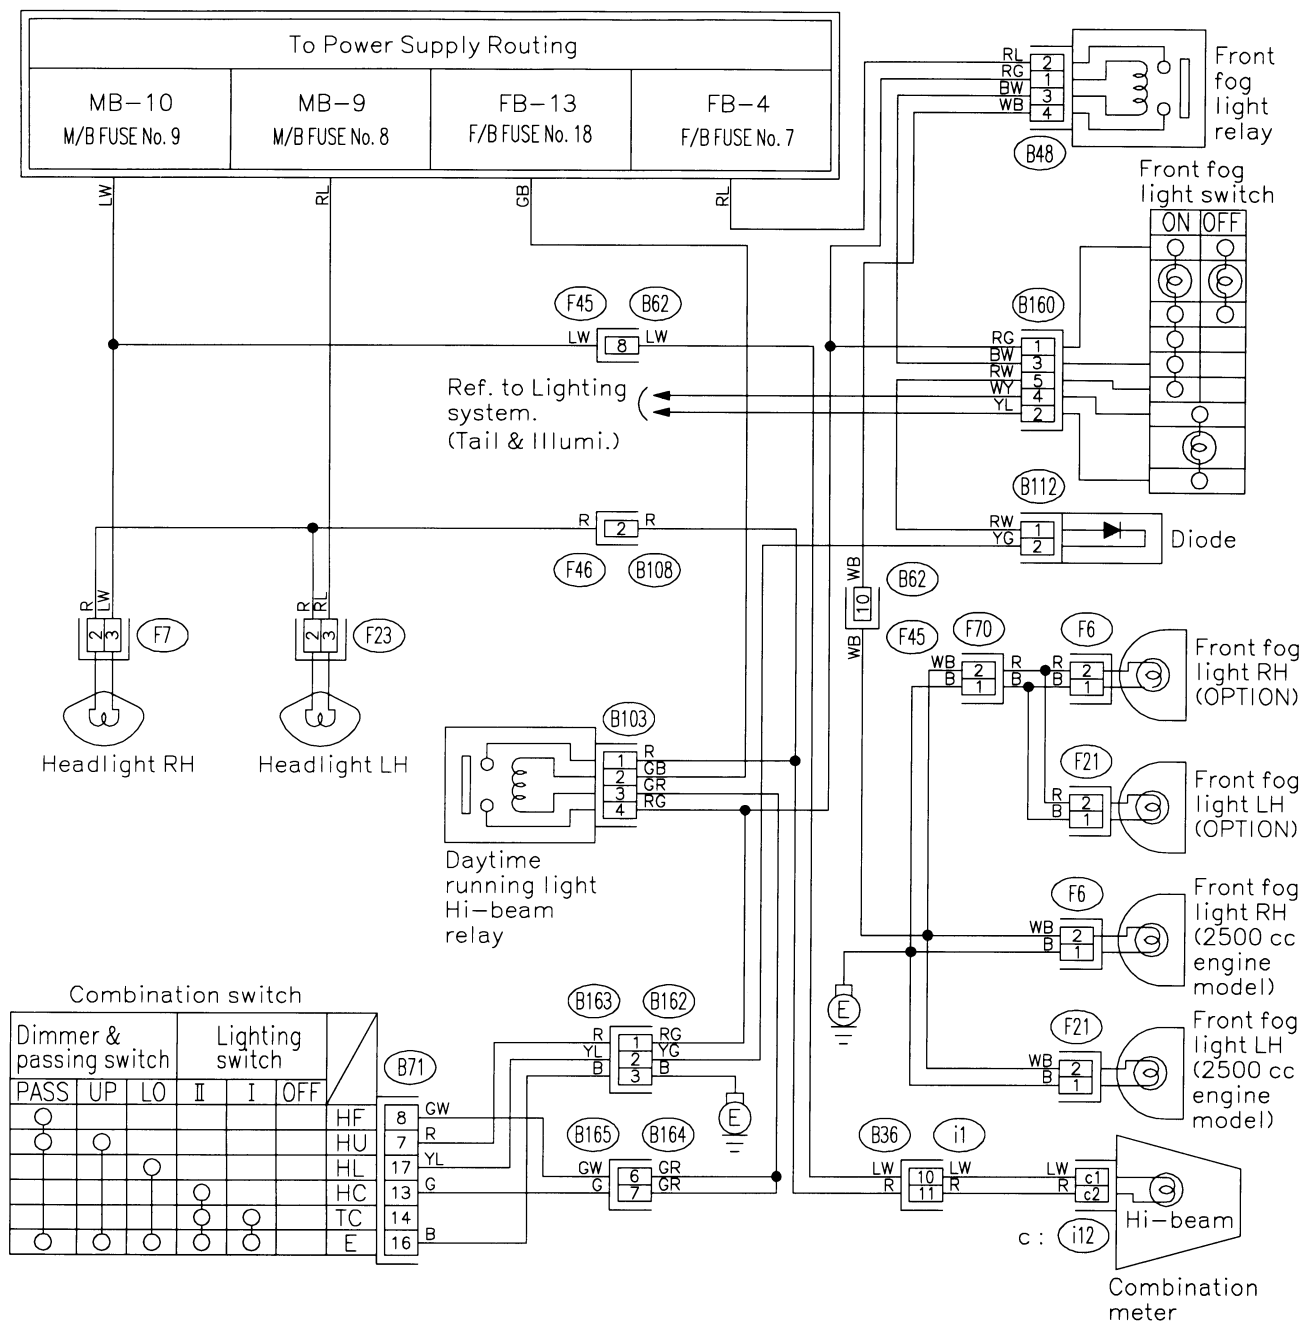 To Power Supply Routing
MB-10
M/B FUSE No. 9
MB-9
M/B FUSE No. 8
FB-13
F/B FUSE No. 18
FB-4
F/B FUSE No. 7
LW
RL
GB
RL
RL 2
RG 1
BW 3
WB 4
B48
Front
fog
light
relay
Front fog
light switch
ON OFF
F45 B62
LW 8 LW
B160
RG 1
BW 3
RW 5
WY 4
YL 2
Ref. to Lighting
system.
(Tail & Illumi.)
B112
RW 1
YG 2
Diode
R 2 R
F46 B108
WB
10
WB
B62
F45
R LW
2 3
F7
Headlight RH
R RL
2 3
F23
Headlight LH
F70
WB 2 R
B 1 B
F6
R 2
B 1
Front fog
light RH
(OPTION)
F21
R 2
B 1
Front fog
light LH
(OPTION)
B103
1 R
2 GB
3 GR
4 RG
Daytime
running light
Hi-beam
relay
F6
WB 2
B 1
Front fog
light RH
(2500 cc
engine
model)
E
F21
WB 2
B 1
Front fog
light LH
(2500 cc
engine
model)
Combination switch
Dimmer &
passing switch
Lighting
switch
PASS UP LO II I OFF
HF
HU
HL
HC
TC
E
B71
8 GW
7 R
17 YL
13 G
14
16 B
B163 B162
R 1 RG
YL 2 YG
B 3 B
E
B165 B164
GW 6 GR
G 7 GR
B36 i1
LW 10 LW
R 11 R
LW c1
R c2
Hi-beam
c : i12
Combination
meter